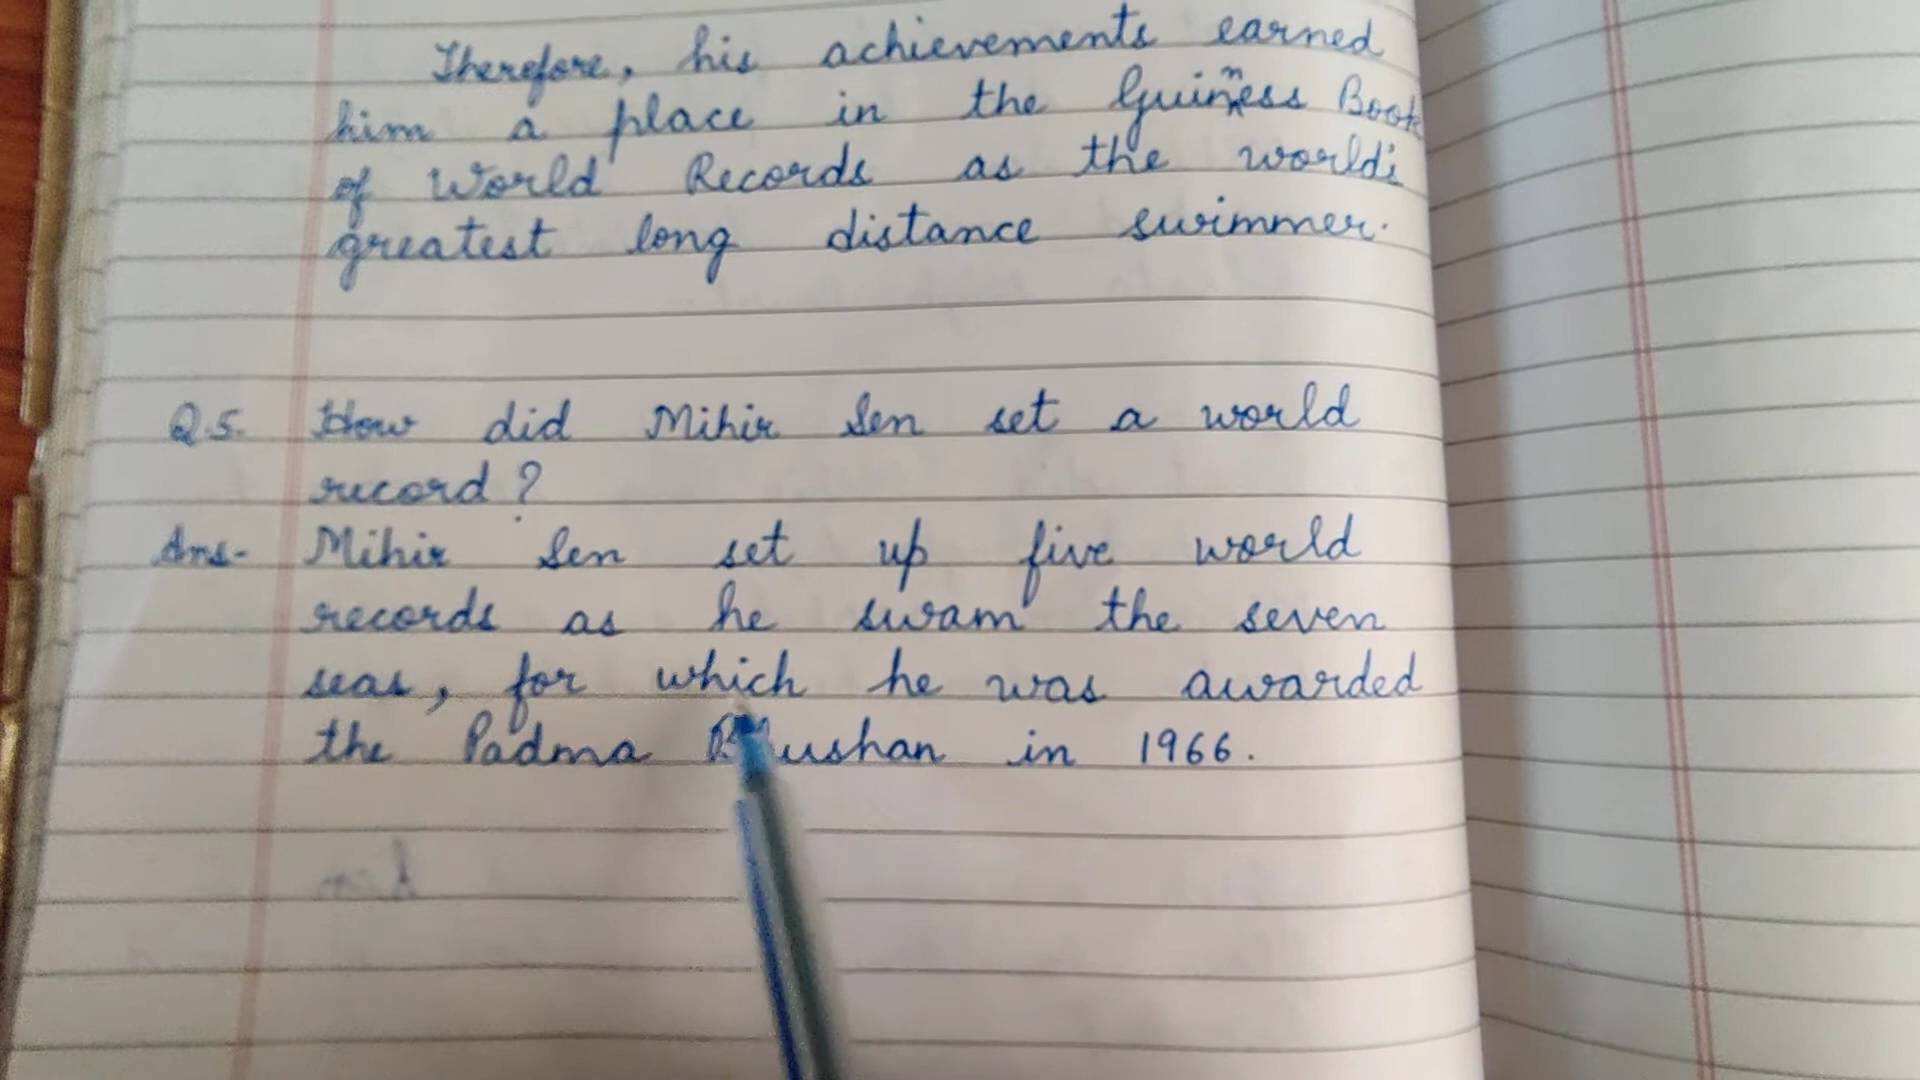 Therefore, his achievements earned
him a place in the Guinness Book
of World Records as the world's
greatest long distance swimmer.
Q.5. How did Mihir Sen set a world
record?
Ans- Mihir Sen set up five world
records as he swam the seven
seas, for which he was awarded
the Padma Bhushan in 1966.